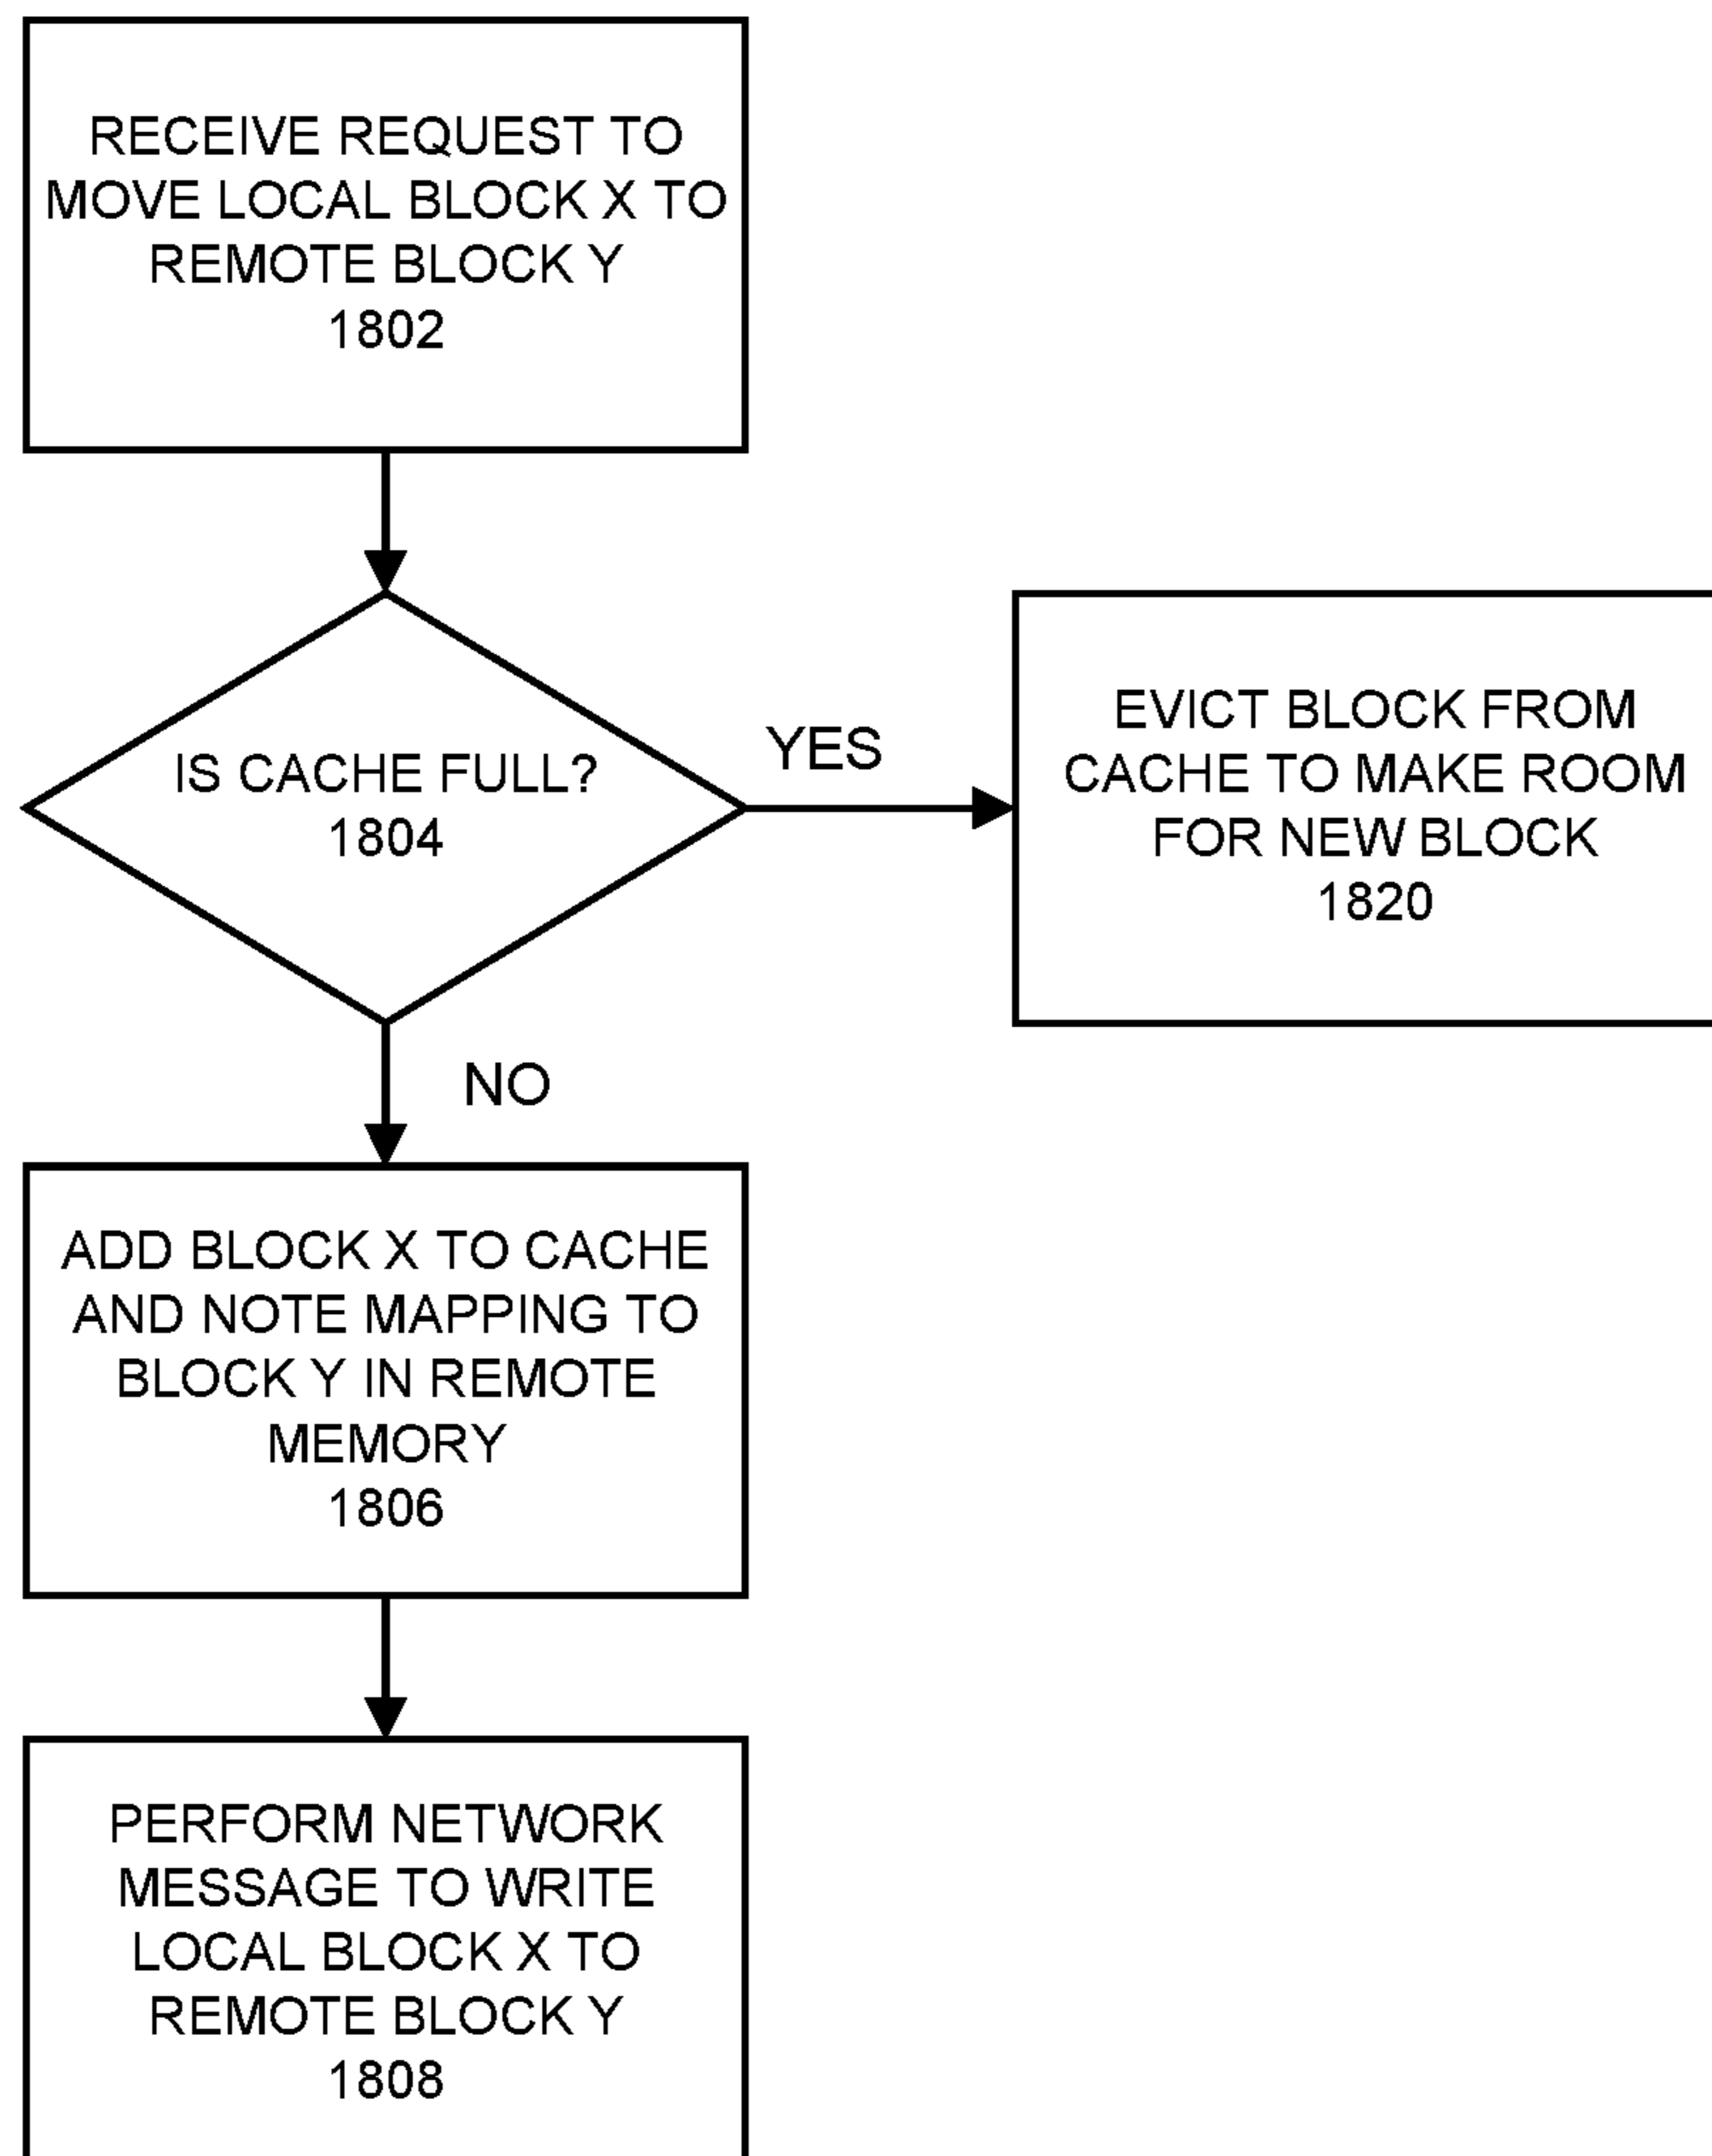 RECEIVE REQUEST TO
MOVE LOCAL BLOCK X TO
REMOTE BLOCK Y
1802
IS CACHE FULL?
1804
YES
EVICT BLOCK FROM
CACHE TO MAKE ROOM
FOR NEW BLOCK
1820
NO
ADD BLOCK X TO CACHE
AND NOTE MAPPING TO
BLOCK Y IN REMOTE
MEMORY
1806
PERFORM NETWORK
MESSAGE TO WRITE
LOCAL BLOCK X TO
REMOTE BLOCK Y
1808